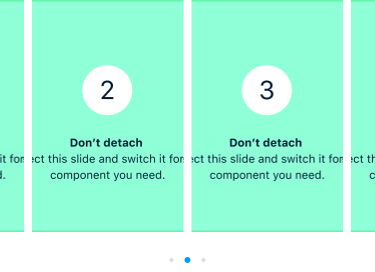 it for
d.
2
Don’t detach
ect this slide and switch it for
component you need.
3
Don’t detach
ect this slide and switch it for
component you need.